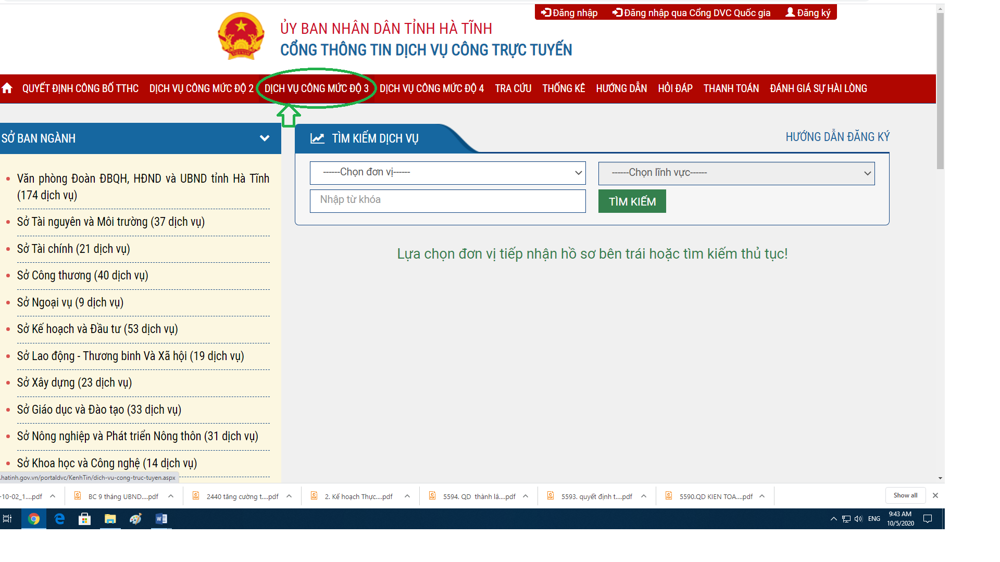 Đăng nhập Đăng nhập qua Cổng DVC Quốc gia Đăng ký
ỦY BAN NHÂN DÂN TỈNH HÀ TĨNH
CỔNG THÔNG TIN DỊCH VỤ CÔNG TRỰC TUYẾN
VIỆT NAM
QUYẾT ĐỊNH CÔNG BỐ TTHC DỊCH VỤ CÔNG MỨC ĐỘ 2 DỊCH VỤ CÔNG MỨC ĐỘ 3 DỊCH VỤ CÔNG MỨC ĐỘ 4 TRA CỨU THỐNG KÊ HƯỚNG DẪN HỎI ĐÁP THANH TOÁN ĐÁNH GIÁ SỰ HÀI LÒNG
SỞ BAN NGÀNH
Văn phòng Đoàn ĐBQH, HĐND và UBND tỉnh Hà Tĩnh
(174 dịch vụ)
Sở Tài nguyên và Môi trường (37 dịch vụ)
Sở Tài chính (21 dịch vụ)
Sở Công thương (40 dịch vụ)
Sở Ngoại vụ (9 dịch vụ)
Sở Kế hoạch và Đầu tư (53 dịch vụ)
Sở Lao động - Thương binh Và Xã hội (19 dịch vụ)
Sở Xây dựng (23 dịch vụ)
Sở Giáo dục và Đào tạo (33 dịch vụ)
Sở Nông nghiệp và Phát triển Nông thôn (31 dịch vụ)
Sở Khoa học và Công nghệ (14 dịch vụ)
TÌM KIẾM DỊCH VỤ
HƯỚNG DẪN ĐĂNG KÝ
------Chọn đơn vị------ ------Chọn lĩnh vực------
Nhập từ khóa TÌM KIẾM
Lựa chọn đơn vị tiếp nhận hồ sơ bên trái hoặc tìm kiếm thủ tục!
.hatinh.gov.vn/portaldvc/KenhTin/dich-vu-cong-truc-tuyen.aspx
-10-02_1....pdf BC 9 tháng UBND....pdf 2440 tăng cường t....pdf 2. Kế hoạch Thực....pdf 5594. QD thành lâ....pdf 5593. quyết định t....pdf 5590.QD KIEN TOA....pdf Show all
ENG
9:43 AM
10/5/2020